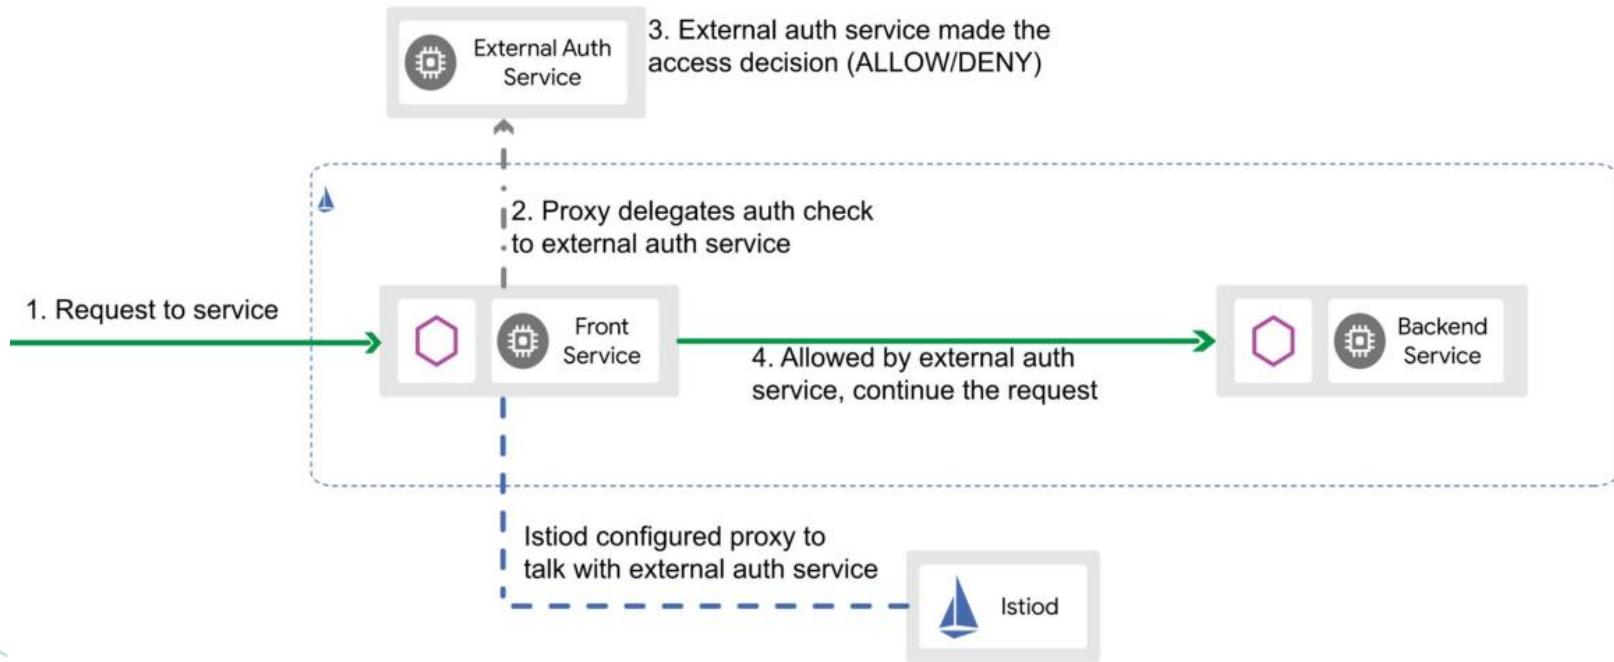 External Auth
Service
3. External auth service made the
access decision (ALLOW/DENY)
2. Proxy delegates auth check
to external auth service
1. Request to service
Front
Service
4. Allowed by external auth
service, continue the request
Backend
Service
Istiod configured proxy to
talk with external auth service
Istiod